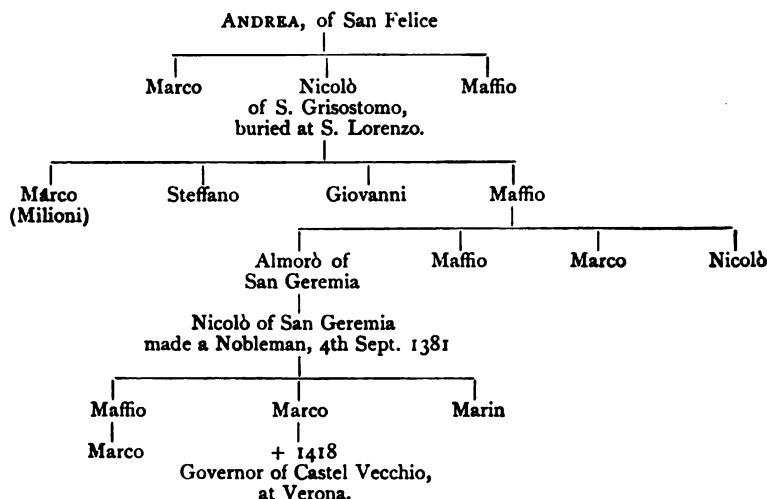 ANDREA, of San Felice
Marco Nicolò Maffio
of S. Grisostomo,
buried at S. Lorenzo.
Marco Steffano Giovanni Maffio
(Milioni)
Almorò of Maffio Marco Nicolò
San Geremia
Nicolò of San Geremia
made a Nobleman, 4th Sept. 1381
Maffio Marco Marin
Marco + 1418
Governor of Castel Vecchio,
at Verona.